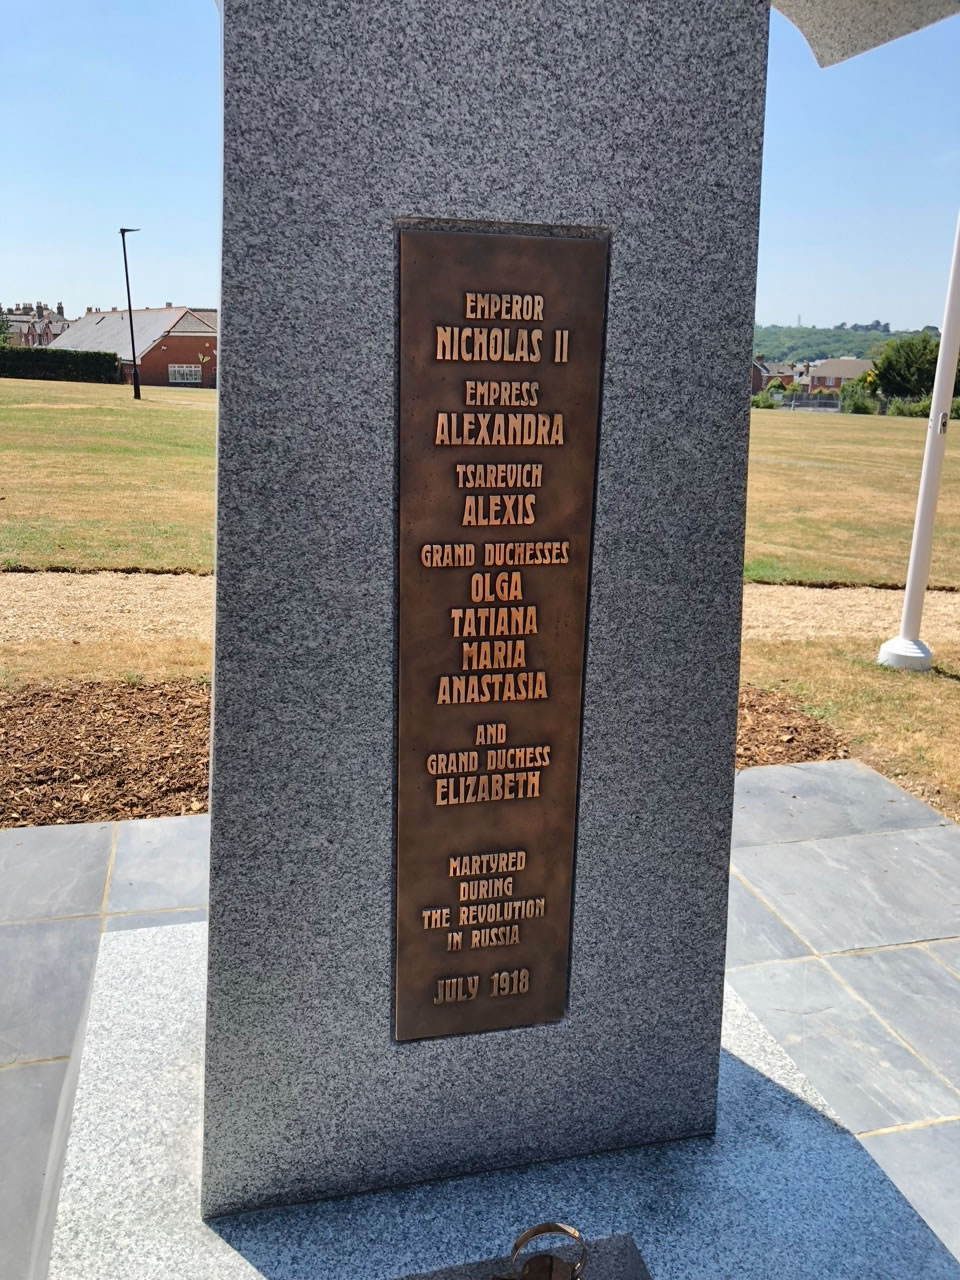 EMPEROR
NICHOLAS II
EMPRESS
ALEXANDRA
TSAREVICH
ALEXIS
GRAND DUCHESSES
OLGA
TATIANA
MARIA
ANASTASIA
AND
GRAND DUCHESS
ELIZABETH
MARTYRED
DURING
THE REVOLUTION
IN RUSSIA
JULY 1918